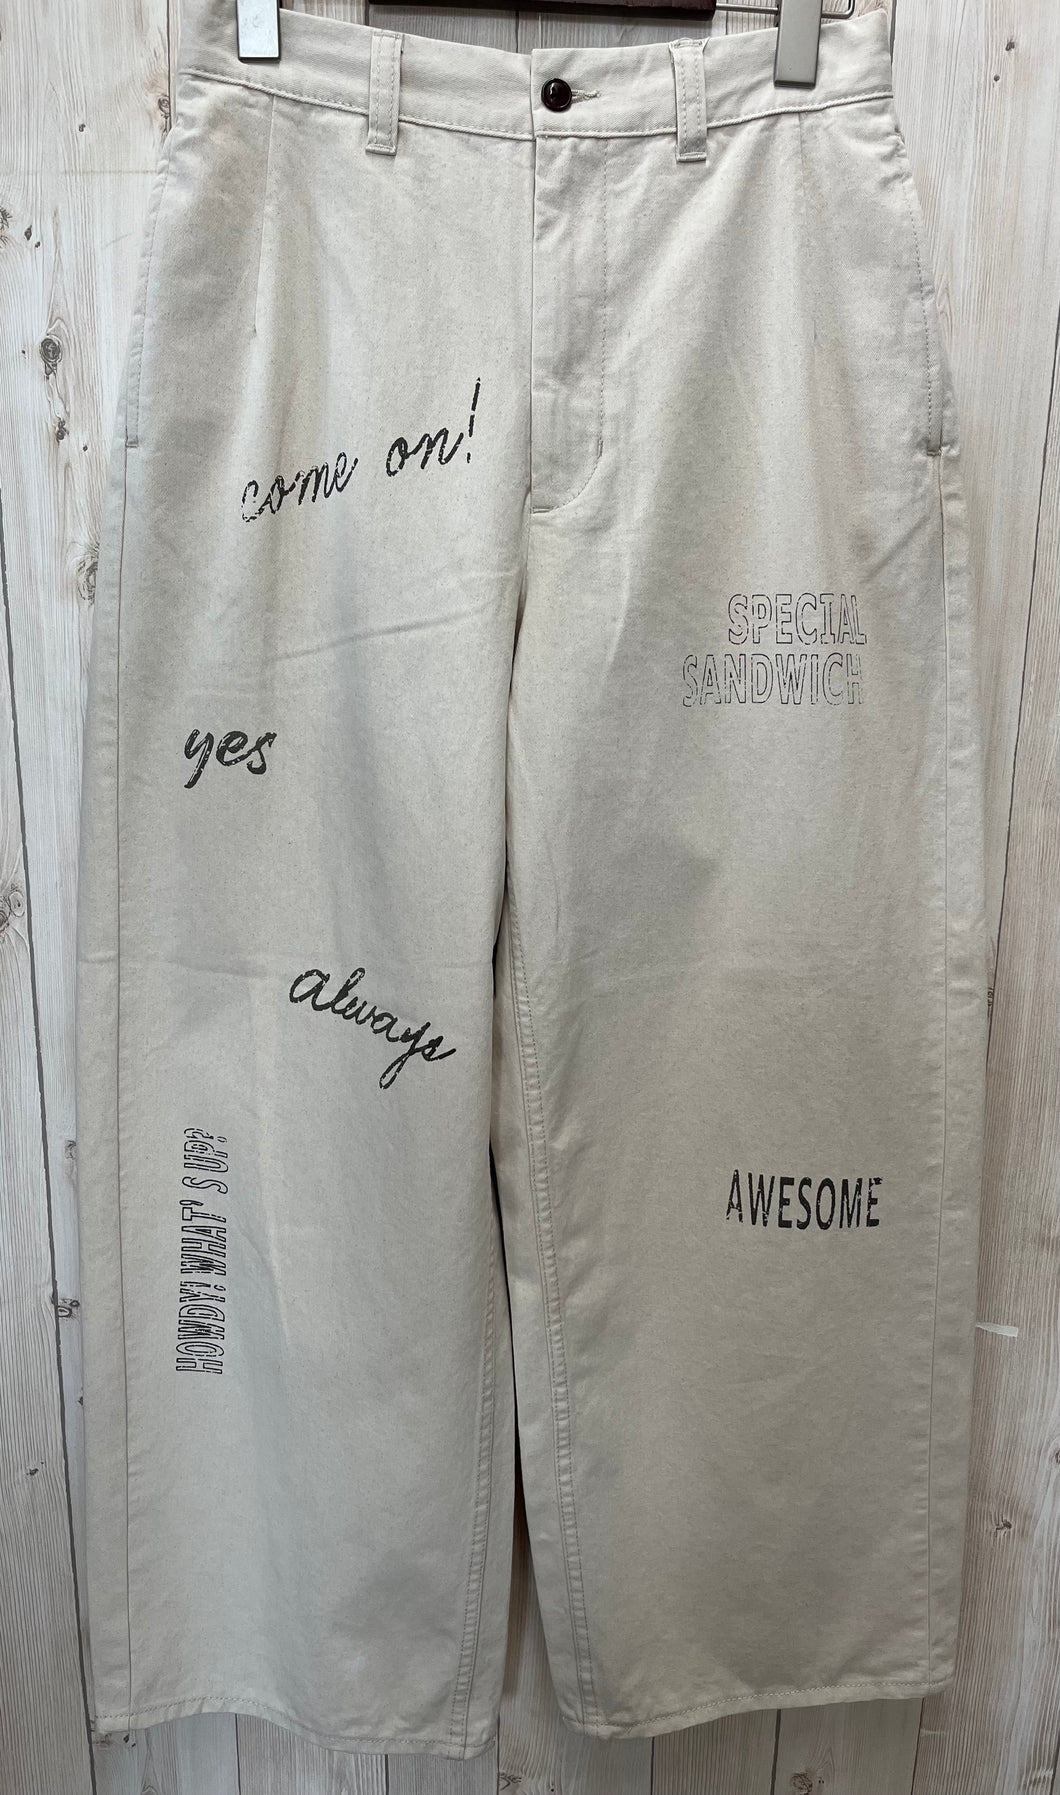 come on!
SPECIAL
SANDWICH
yes
always
HOWDY! WHAT'S UP?
AWESOME